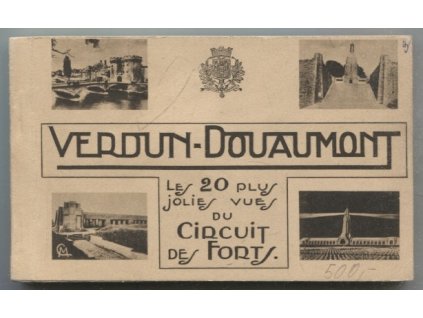 VERDUN-DOUAUMONT
LES 20 PLUS
JOLIES VUES
DU
CIRCUIT
DES FORTS.
500,-